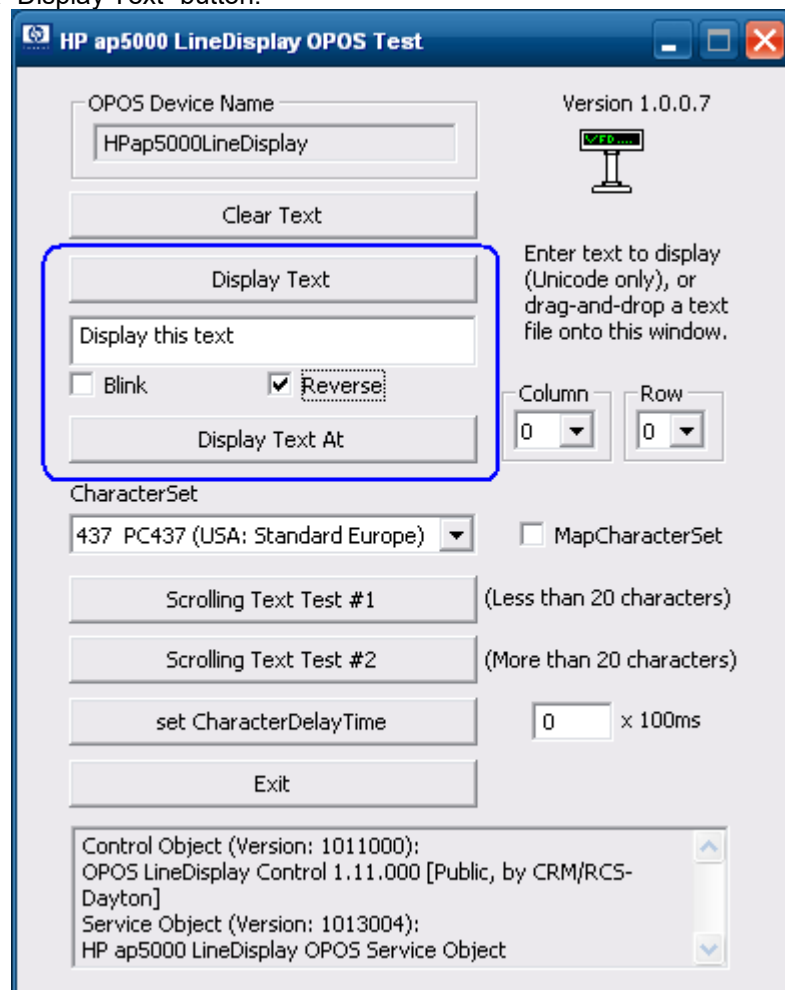 Display Text" button.
HP ap5000 LineDisplay OPOS Test
OPOS Device Name
Version 1.0.0.7
HPap5000LineDisplay
VFD....
Clear Text
Display Text
Enter text to display
(Unicode only), or
drag-and-drop a text
file onto this window.
Display this text
Blink
Reverse
Column
Row
0
0
Display Text At
CharacterSet
437 PC437 (USA: Standard Europe)
MapCharacterSet
Scrolling Text Test #1
(Less than 20 characters)
Scrolling Text Test #2
(More than 20 characters)
set CharacterDelayTime
0
x 100ms
Exit
Control Object (Version: 1011000):
OPOS LineDisplay Control 1.11.000 [Public, by CRM/RCS-
Dayton]
Service Object (Version: 1013004):
HP ap5000 LineDisplay OPOS Service Object